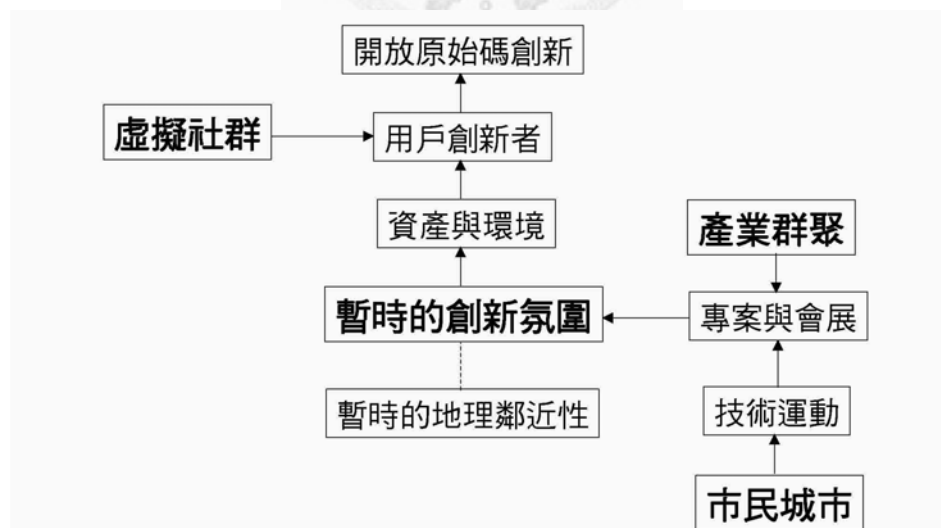 開放原始碼創新
虛擬社群
用戶創新者
資產與環境
產業群聚
暫時的創新氛圍
專案與會展
暫時的地理鄰近性
技術運動
市民城市